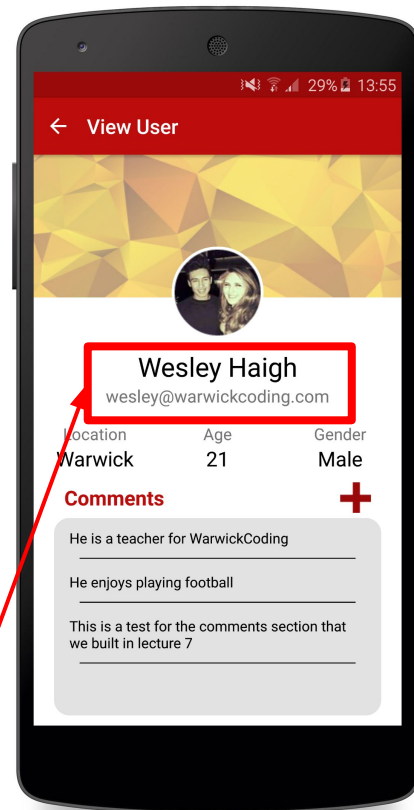 29% 13:55
View User
Wesley Haigh
wesley@warwickcoding.com
Location Age Gender
Warwick 21 Male
Comments
He is a teacher for WarwickCoding
He enjoys playing football
This is a test for the comments section that
we built in lecture 7